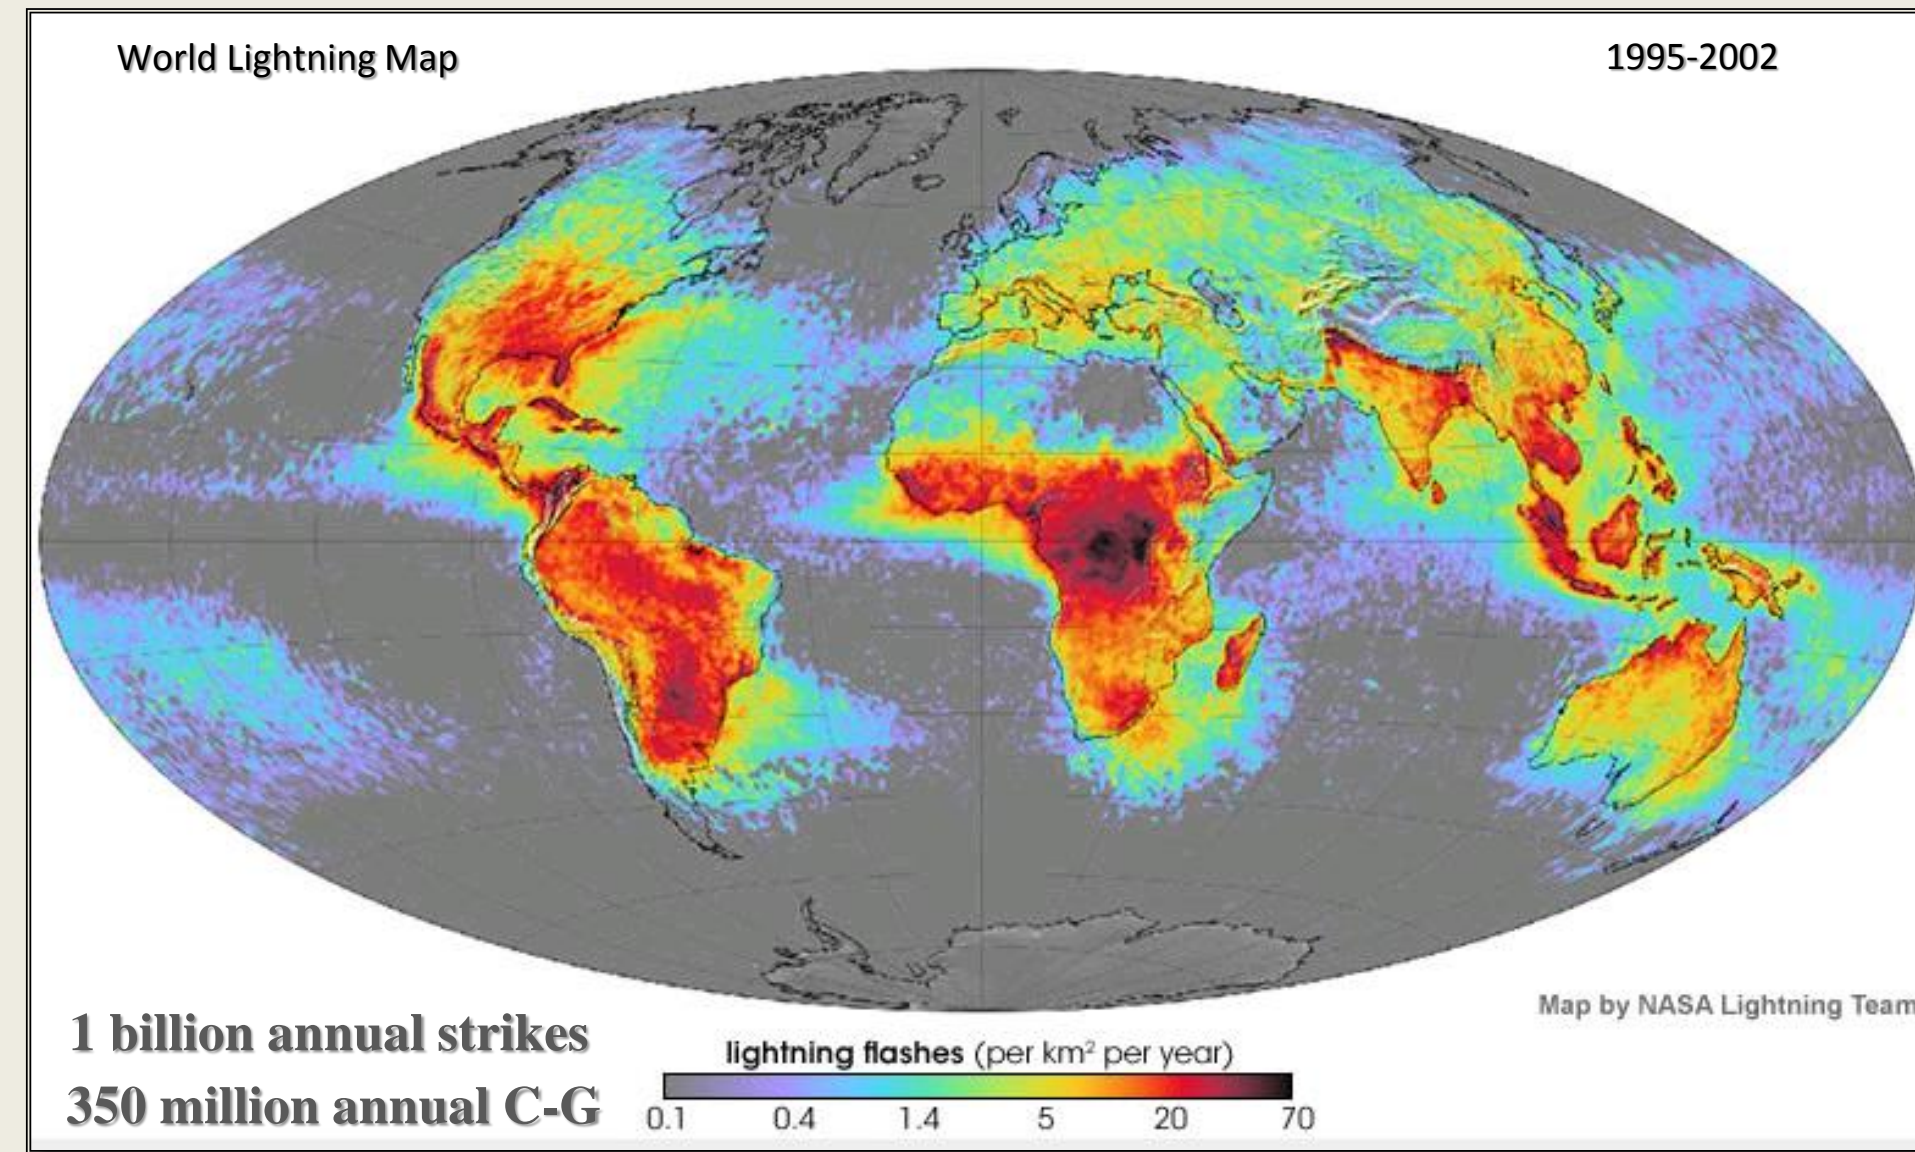 World Lightning Map
1995-2002
Map by NASA Lightning Team
1 billion annual strikes
350 million annual C-G
lightning flashes (per km² per year)
0.1 0.4 1.4 5 20 70